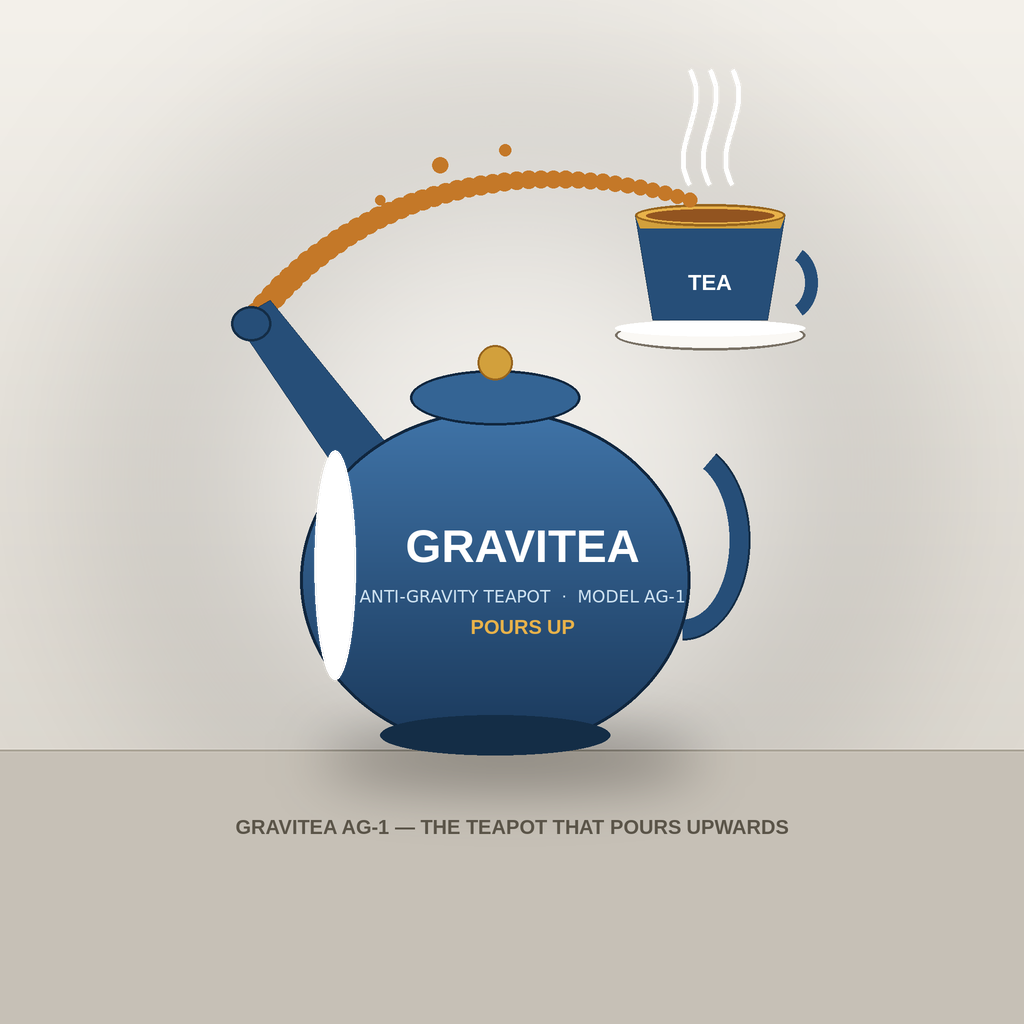 TEA
GRAVITEA
ANTI-GRAVITY TEAPOT · MODEL AG-1
POURS UP
GRAVITEA AG-1 — THE TEAPOT THAT POURS UPWARDS